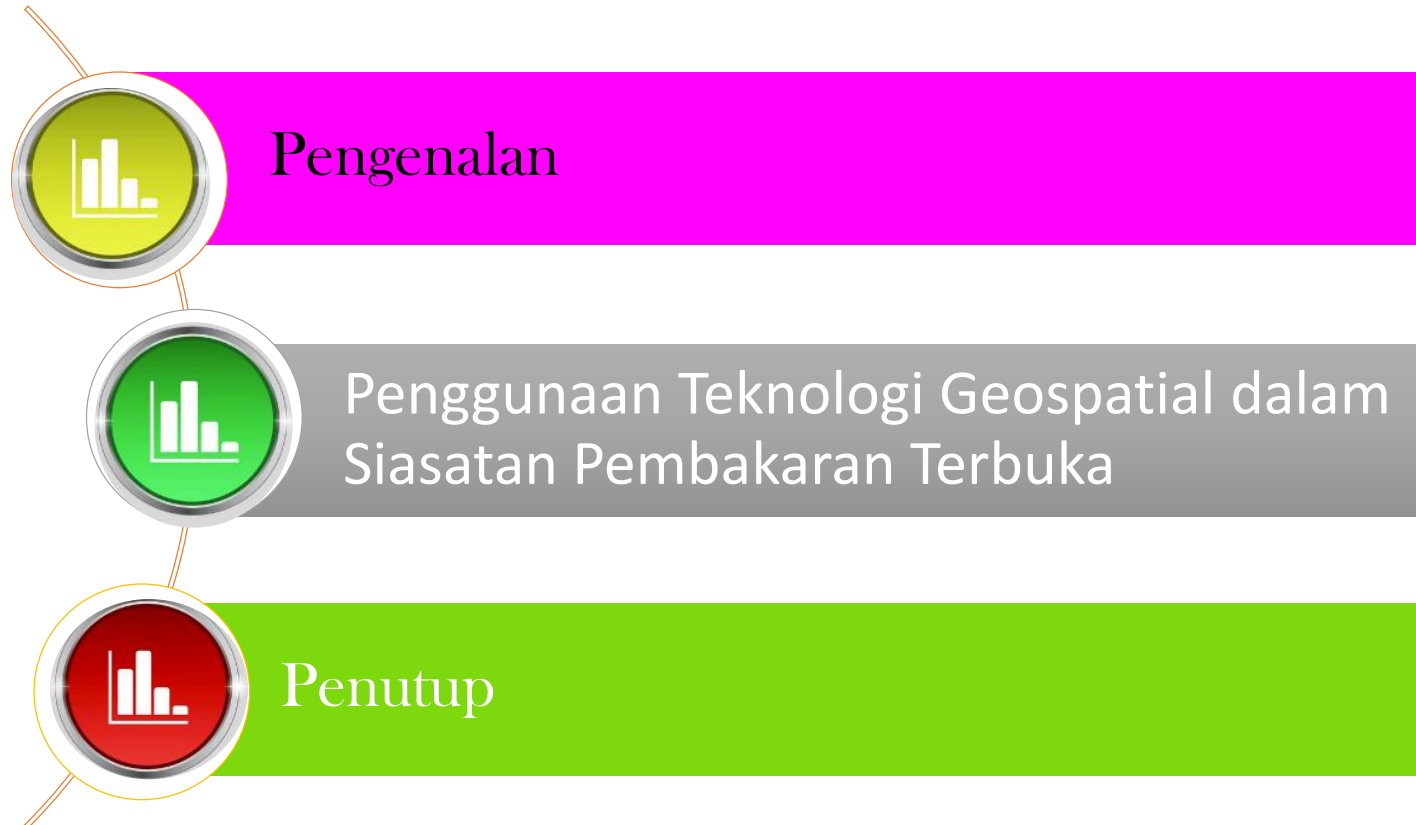 Pengenalan
Penggunaan Teknologi Geospatial dalam
Siasatan Pembakaran Terbuka
Penutup